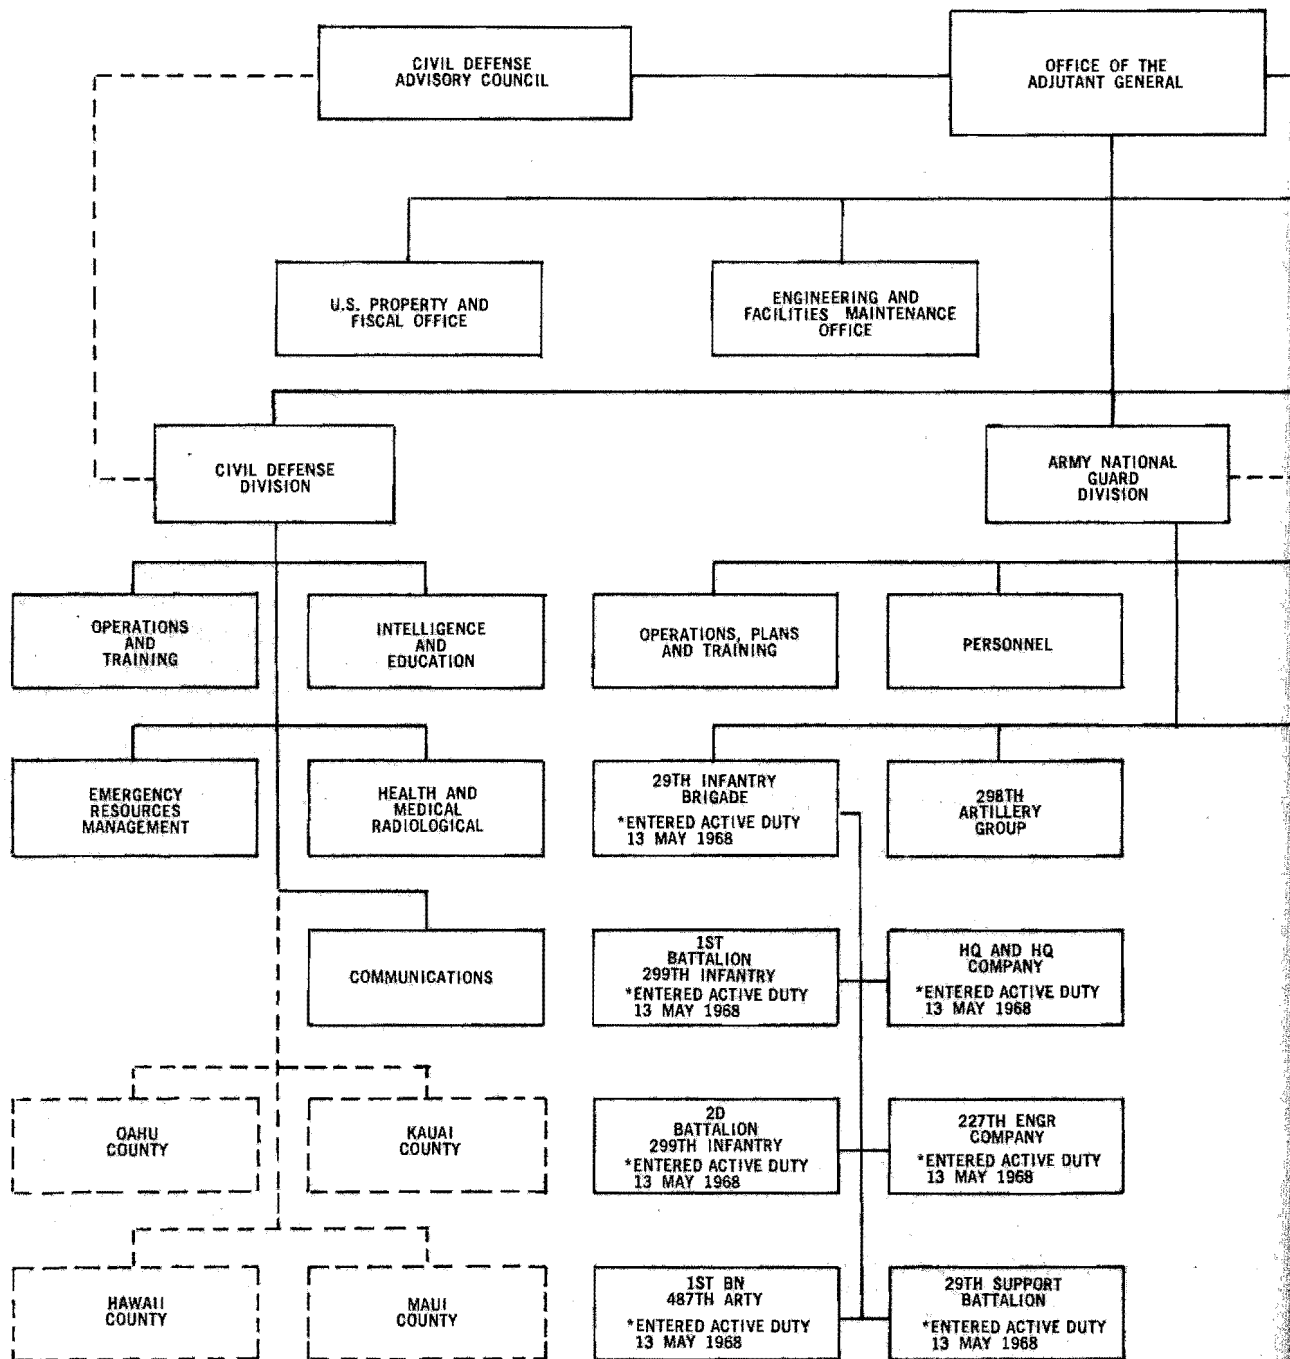 CIVIL DEFENSE
ADVISORY COUNCIL
OFFICE OF THE
ADJUTANT GENERAL
U.S. PROPERTY AND
FISCAL OFFICE
ENGINEERING AND
FACILITIES MAINTENANCE
OFFICE
CIVIL DEFENSE
DIVISION
ARMY NATIONAL
GUARD
DIVISION
OPERATIONS
AND
TRAINING
INTELLIGENCE
AND
EDUCATION
OPERATIONS, PLANS
AND TRAINING
PERSONNEL
EMERGENCY
RESOURCES
MANAGEMENT
HEALTH AND
MEDICAL
RADIOLOGICAL
29TH INFANTRY
BRIGADE
*ENTERED ACTIVE DUTY
13 MAY 1968
298TH
ARTILLERY
GROUP
COMMUNICATIONS
1ST
BATTALION
299TH INFANTRY
*ENTERED ACTIVE DUTY
13 MAY 1968
HQ AND HQ
COMPANY
*ENTERED ACTIVE DUTY
13 MAY 1968
OAHU
COUNTY
KAUAI
COUNTY
2D
BATTALION
299TH INFANTRY
*ENTERED ACTIVE DUTY
13 MAY 1968
227TH ENGR
COMPANY
*ENTERED ACTIVE DUTY
13 MAY 1968
HAWAII
COUNTY
MAUI
COUNTY
1ST BN
487TH ARTY
*ENTERED ACTIVE DUTY
13 MAY 1968
29TH SUPPORT
BATTALION
*ENTERED ACTIVE DUTY
13 MAY 1968